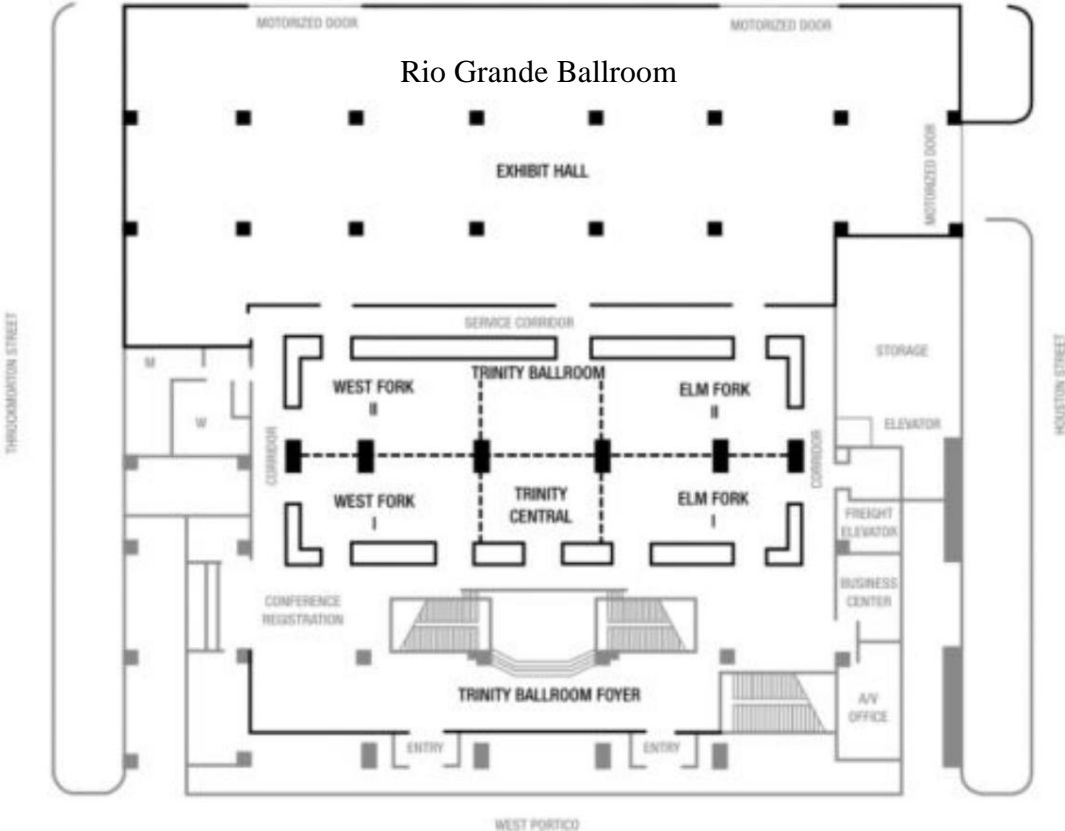 MOTORIZED DOOR
MOTORIZED DOOR
Rio Grande Ballroom
MOTORIZED DOOR
EXHIBIT HALL
THROCKMORTON STREET
HOUSTON STREET
SERVICE CORRIDOR
STORAGE
M
TRINITY BALLROOM
WEST FORK
II
ELM FORK
II
W
ELEVATOR
CORRIDOR
CORRIDOR
WEST FORK
I
TRINITY
CENTRAL
ELM FORK
I
FREIGHT
ELEVATOR
BUSINESS
CENTER
CONFERENCE
REGISTRATION
TRINITY BALLROOM FOYER
A/V
OFFICE
ENTRY
ENTRY
WEST PORTICO